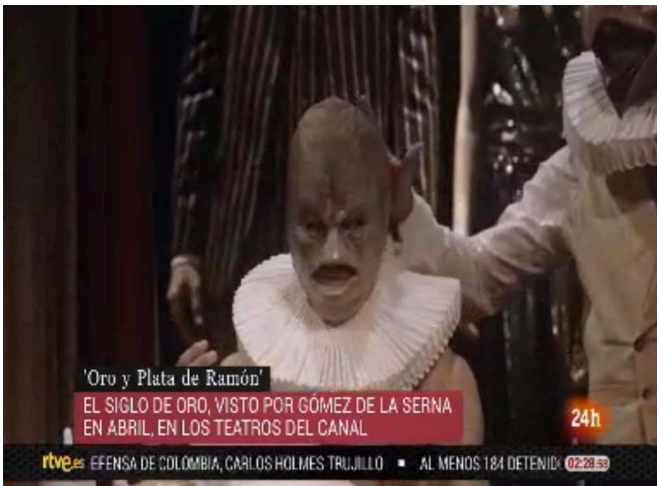 'Oro y Plata de Ramón'
EL SIGLO DE ORO, VISTO POR GÓMEZ DE LA SERNA
EN ABRIL, EN LOS TEATROS DEL CANAL
24h
rtve.es EFENSA DE COLOMBIA, CARLOS HOLMES TRUJILLO ▪ AL MENOS 184 DETENID 02:28:58